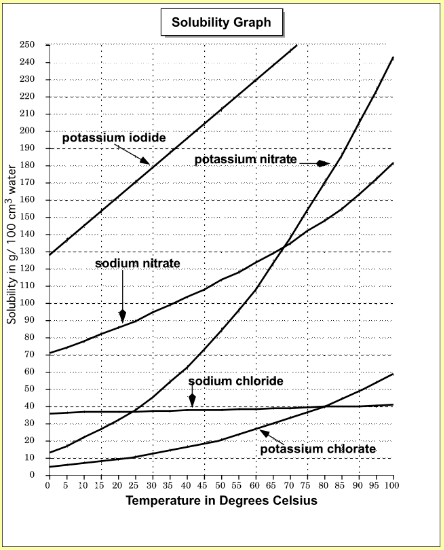 Solubility Graph
250
240
230
220
210
200
190
180
170
160
150
140
130
120
110
100
90
80
70
60
50
40
30
20
10
0
Solubility in g/ 100 cm³ water
potassium iodide
potassium nitrate
sodium nitrate
sodium chloride
potassium chlorate
0 5 10 15 20 25 30 35 40 45 50 55 60 65 70 75 80 85 90 95 100
Temperature in Degrees Celsius